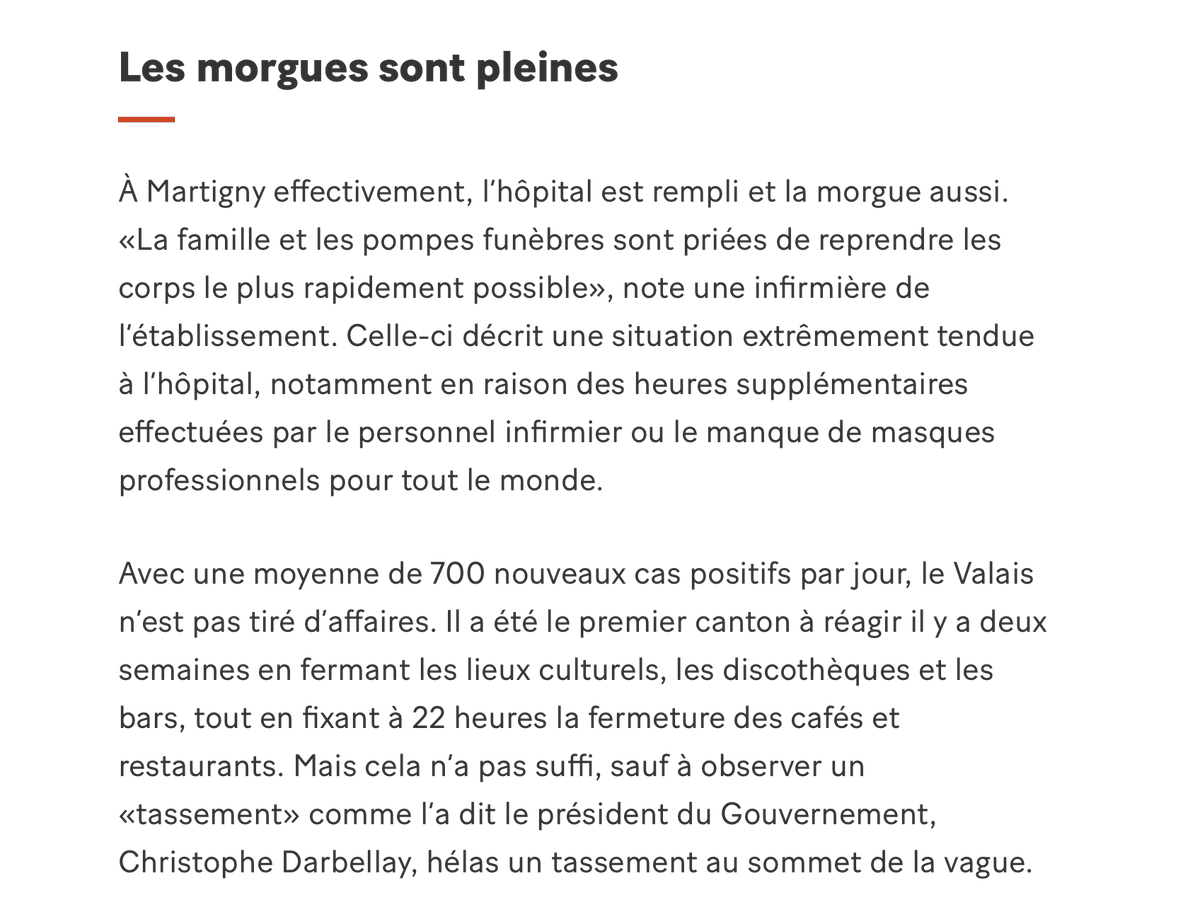 Les morgues sont pleines
À Martigny effectivement, l'hôpital est rempli et la morgue aussi.
«La famille et les pompes funèbres sont priées de reprendre les
corps le plus rapidement possible», note une infirmière de
l'établissement. Celle-ci décrit une situation extrêmement tendue
à l'hôpital, notamment en raison des heures supplémentaires
effectuées par le personnel infirmier ou le manque de masques
professionnels pour tout le monde.
Avec une moyenne de 700 nouveaux cas positifs par jour, le Valais
n'est pas tiré d'affaires. Il a été le premier canton à réagir il y a deux
semaines en fermant les lieux culturels, les discothèques et les
bars, tout en fixant à 22 heures la fermeture des cafés et
restaurants. Mais cela n'a pas suffi, sauf à observer un
«tassement» comme l'a dit le président du Gouvernement,
Christophe Darbellay, hélas un tassement au sommet de la vague.